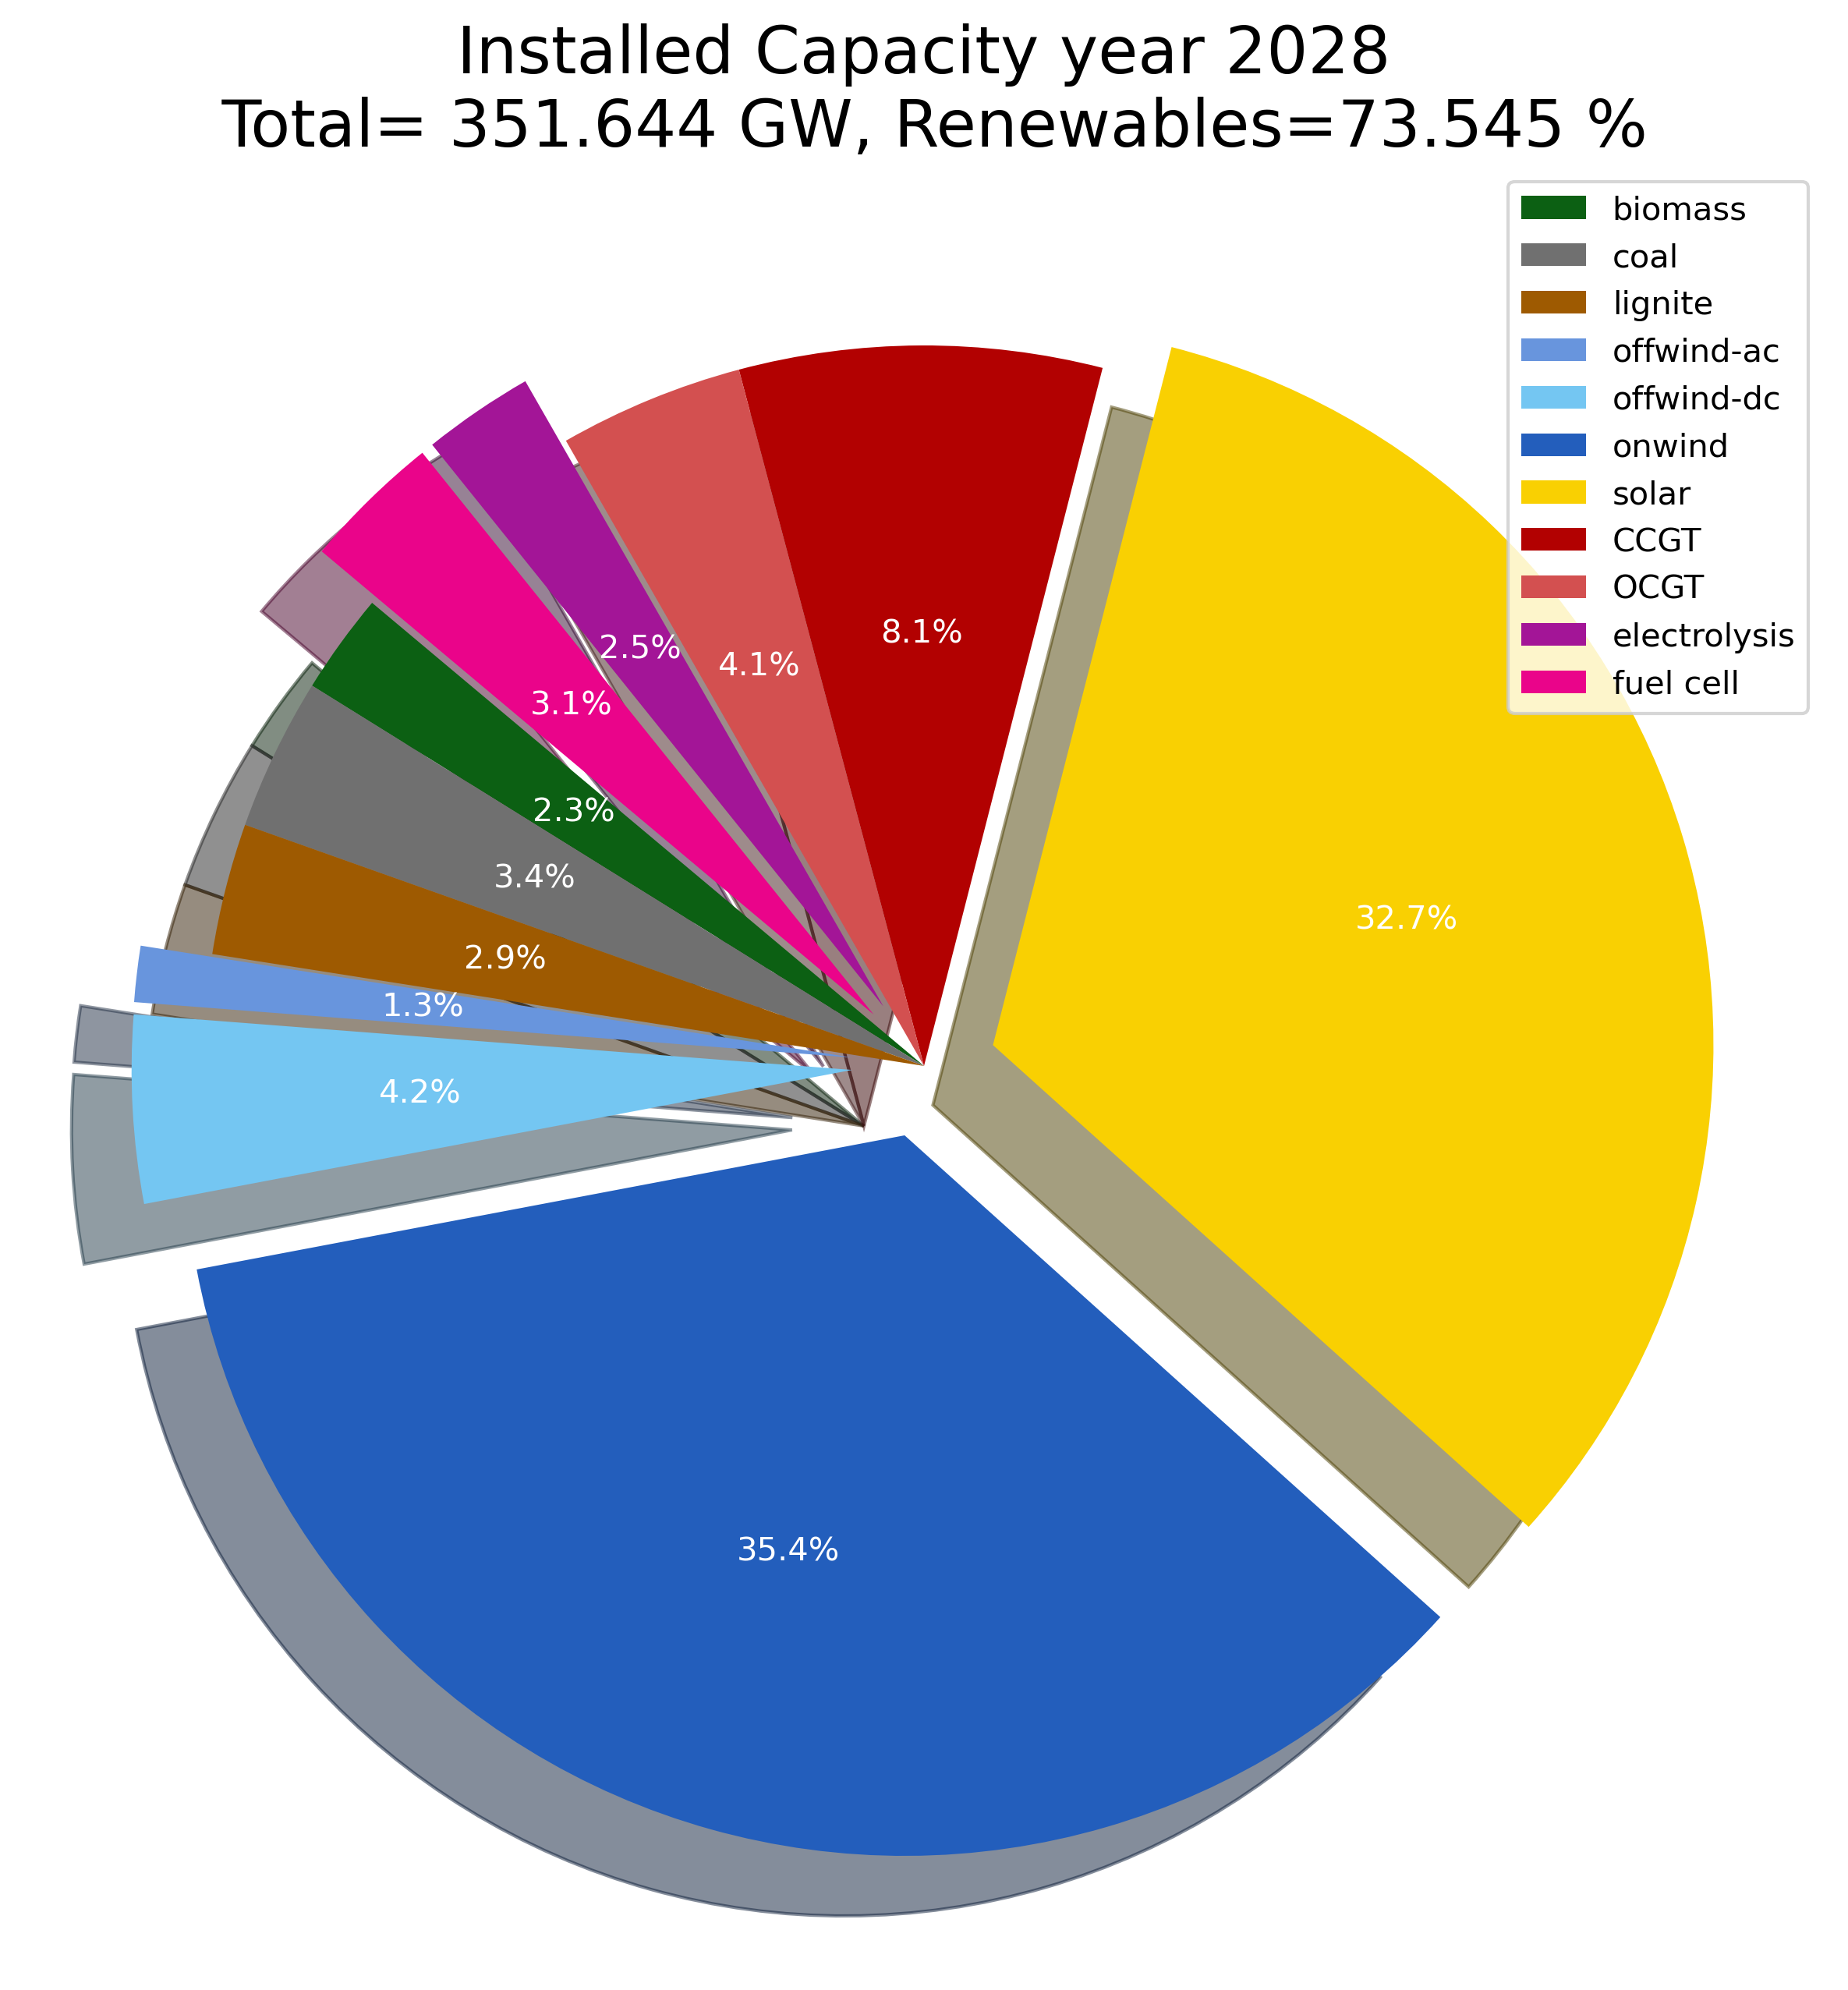 Installed Capacity year 2028
Total= 351.644 GW, Renewables=73.545 %
biomass
coal
lignite
offwind-ac
offwind-dc
onwind
solar
CCGT
OCGT
electrolysis
fuel cell
8.1%
4.1%
2.5%
3.1%
2.3%
3.4%
32.7%
2.9%
1.3%
4.2%
35.4%